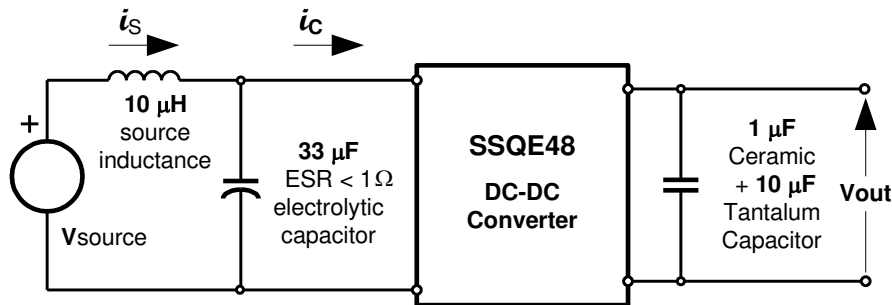 iS
iC
10 μH
source
inductance
+
Vsource
33 μF
ESR < 1Ω
electrolytic
capacitor
SSQE48
DC-DC
Converter
1 μF
Ceramic
+ 10 μF
Tantalum
Capacitor
Vout